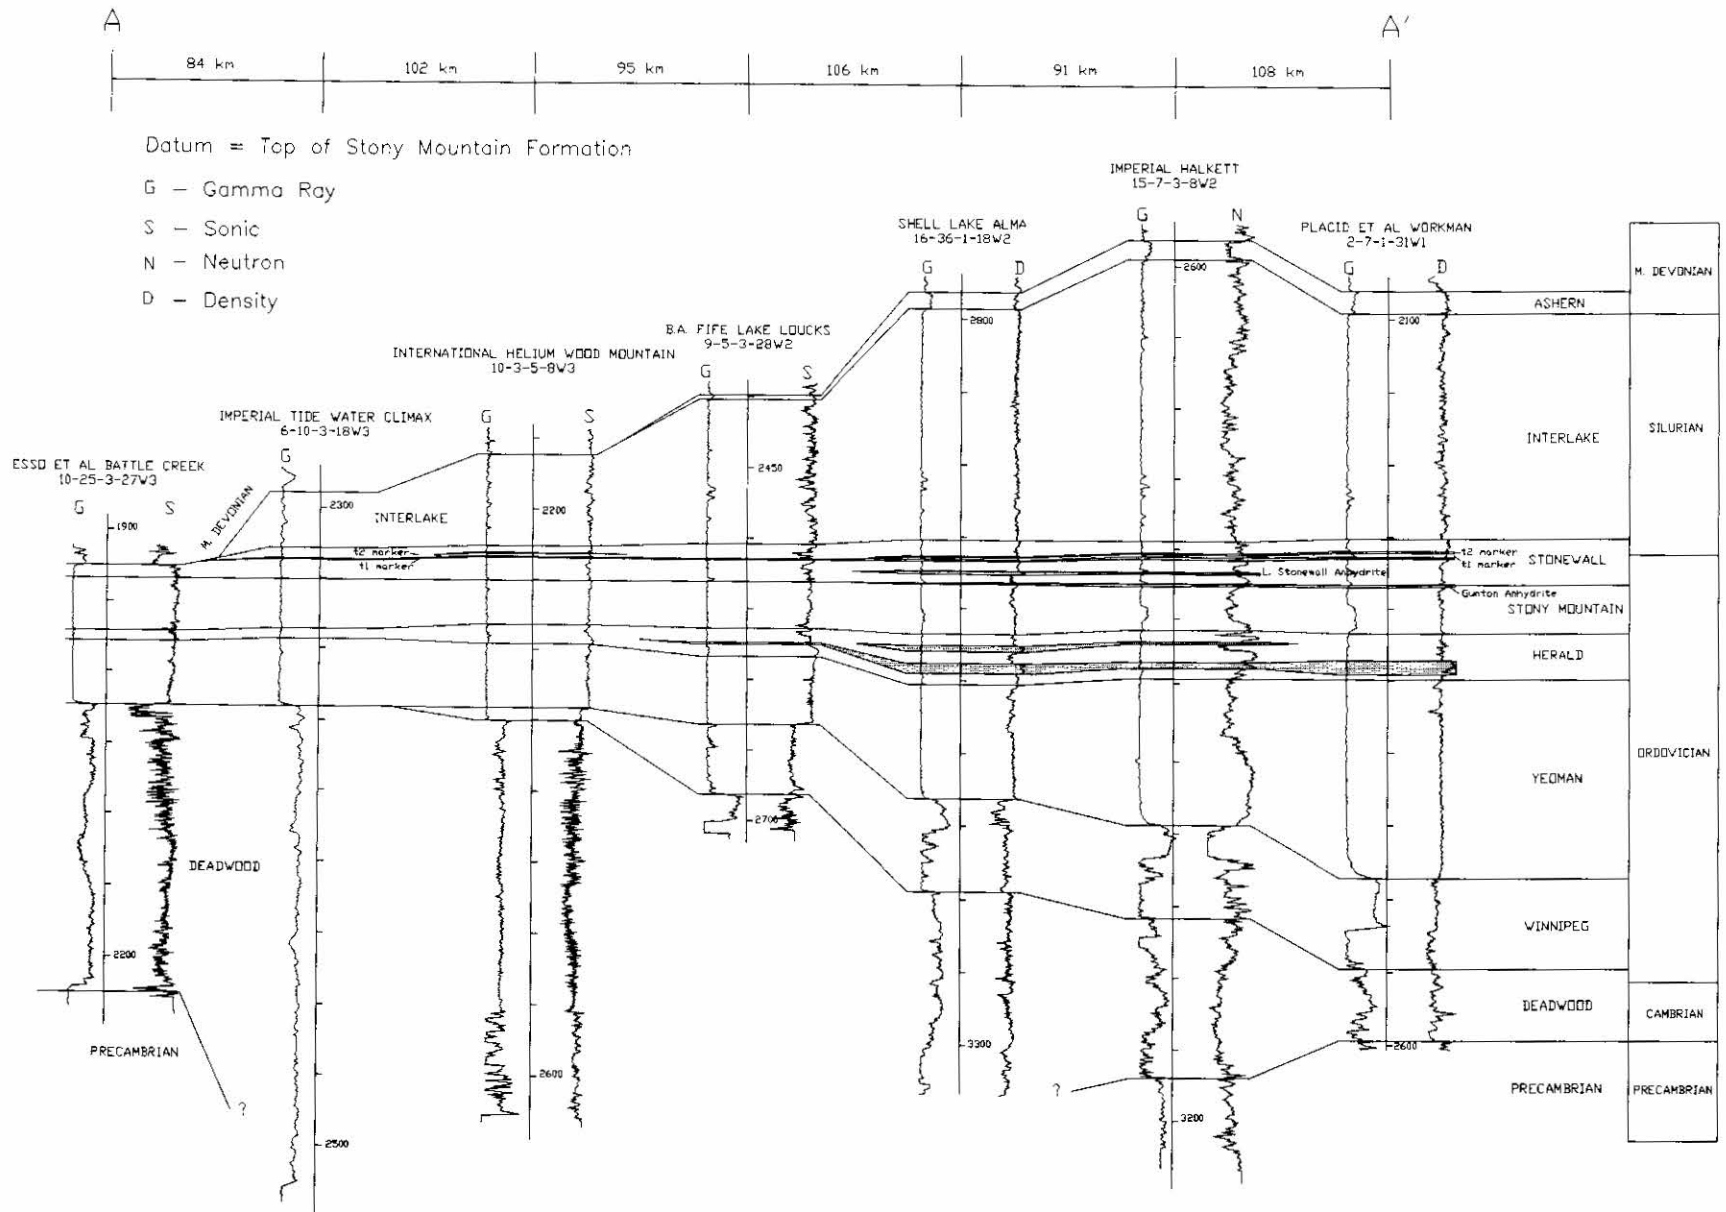 A
A'
84 km
102 km
95 km
106 km
91 km
108 km
Datum = Top of Stony Mountain Formation
G - Gamma Ray
S - Sonic
N - Neutron
D - Density
IMPERIAL HALKETT
15-7-3-8W2
G N
2600
SHELL LAKE ALMA
16-36-1-18W2
G D
2800
PLACID ET AL WORKMAN
2-7-1-31W1
G D
2100
B.A. FIFE LAKE LOUCKS
9-5-3-28W2
G S
2450
INTERNATIONAL HELIUM WOOD MOUNTAIN
10-3-5-8W3
G S
2200
IMPERIAL TIDE WATER CLIMAX
6-10-3-18W3
G
2300
ESSO ET AL BATTLE CREEK
10-25-3-27W3
G S
1900
M. DEVONIAN
INTERLAKE
t2 marker
t1 marker
M. DEVONIAN
ASHERN
INTERLAKE
SILURIAN
t2 marker
t1 marker
STONEWALL
L. Stonewall Anhydrite
Gunton Anhydrite
STONY MOUNTAIN
HERALD
ORDOVICIAN
YEOMAN
2700
DEADWOOD
WINNIPEG
2200
DEADWOOD
CAMBRIAN
PRECAMBRIAN
3300
2600
2600
?
?
PRECAMBRIAN
PRECAMBRIAN
3200